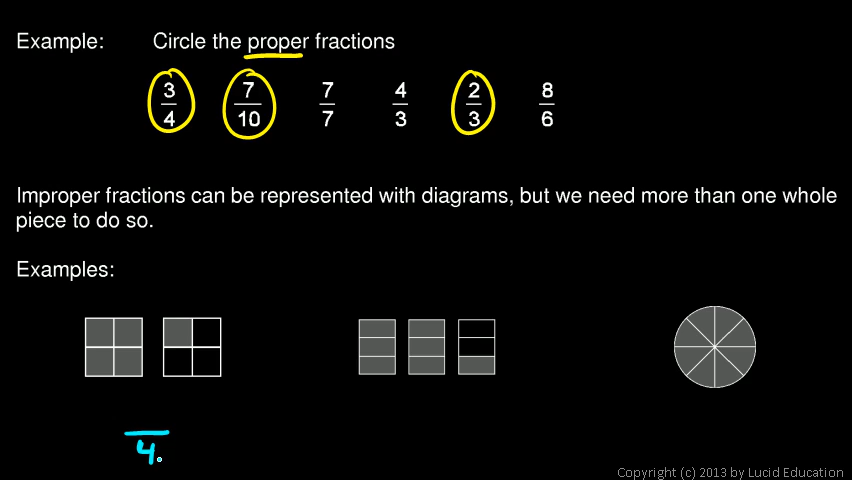 Example: Circle the proper fractions
3/4 7/10 7/7 4/3 2/3 8/6
Improper fractions can be represented with diagrams, but we need more than one whole
piece to do so.
Examples:
4
Copyright (c) 2013 by Lucid Education